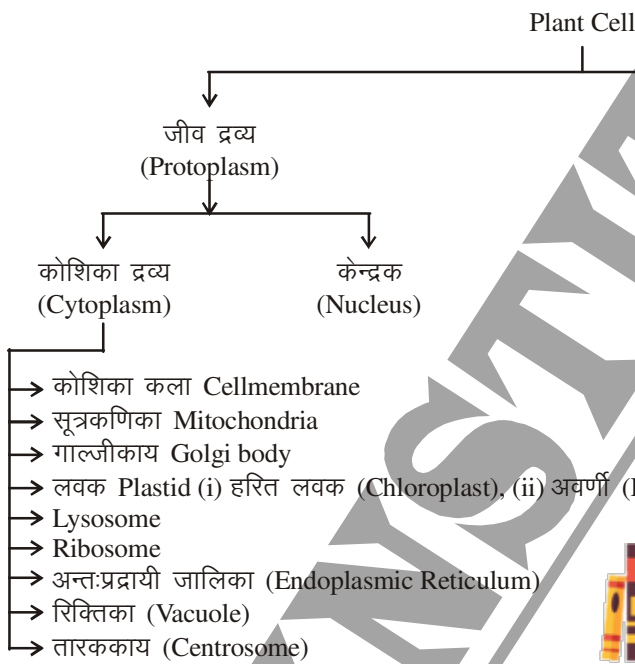 Plant Cell
जीव द्रव्य
(Protoplasm)
कोशिका द्रव्य
(Cytoplasm)
केन्द्रक
(Nucleus)
कोशिका कला Cellmembrane
सूत्रकणिका Mitochondria
गाल्जीकाय Golgi body
लवक Plastid (i) हरित लवक (Chloroplast), (ii) अवर्णी (
Lysosome
Ribosome
अन्तःप्रद्रायी जालिका (Endoplasmic Reticulum)
रिक्तिका (Vacuole)
तारककाय (Centrosome)